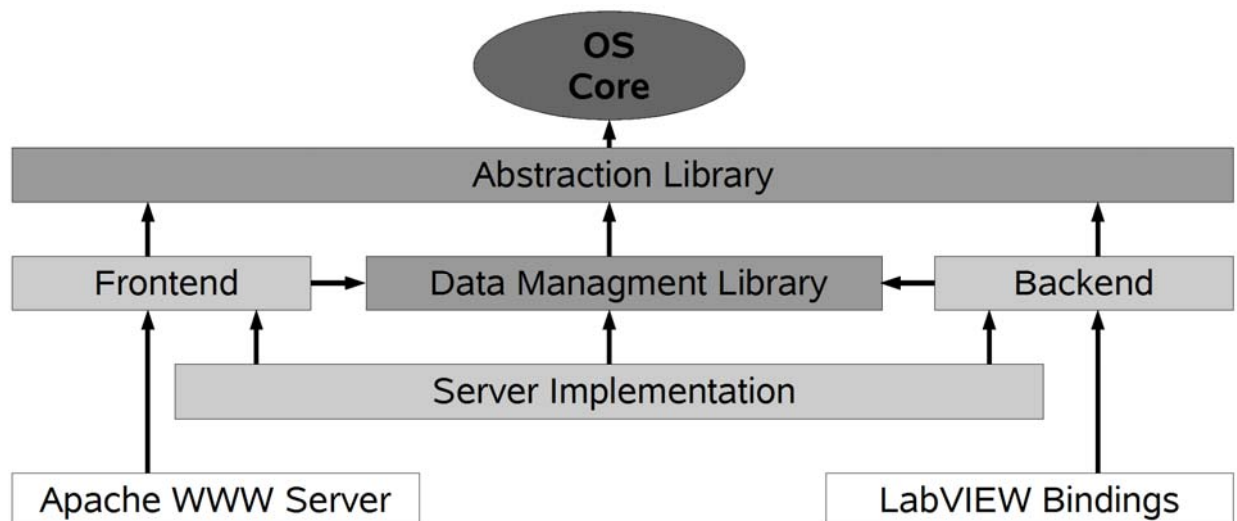 OS
Core
Abstraction Library
Frontend
Data Managment Library
Backend
Server Implementation
Apache WWW Server
LabVIEW Bindings